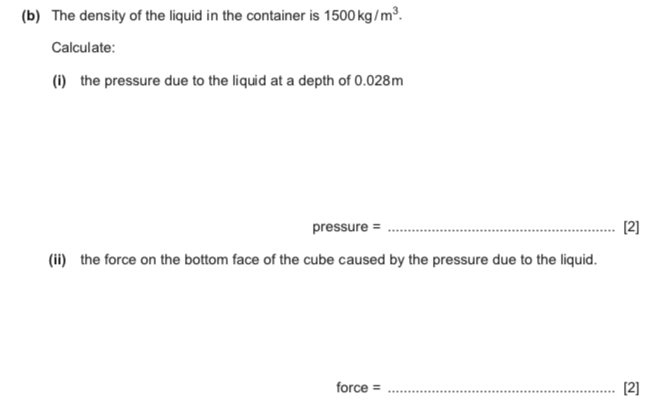 (b) The density of the liquid in the container is 1500 kg/m³.
Calculate:
(i) the pressure due to the liquid at a depth of 0.028 m
pressure = ........................................................ [2]
(ii) the force on the bottom face of the cube caused by the pressure due to the liquid.
force = ........................................................ [2]